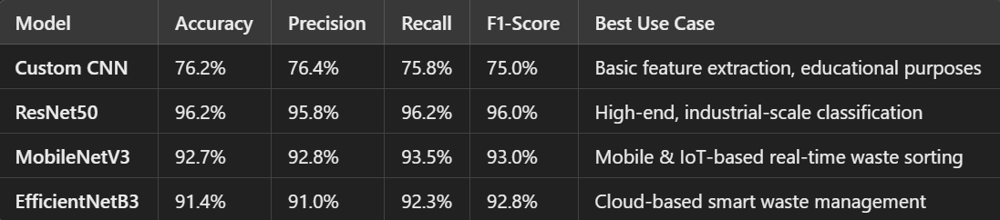 Model Accuracy Precision Recall F1-Score Best Use Case
Custom CNN 76.2% 76.4% 75.8% 75.0% Basic feature extraction, educational purposes
ResNet50 96.2% 95.8% 96.2% 96.0% High-end, industrial-scale classification
MobileNetV3 92.7% 92.8% 93.5% 93.0% Mobile & IoT-based real-time waste sorting
EfficientNetB3 91.4% 91.0% 92.3% 92.8% Cloud-based smart waste management